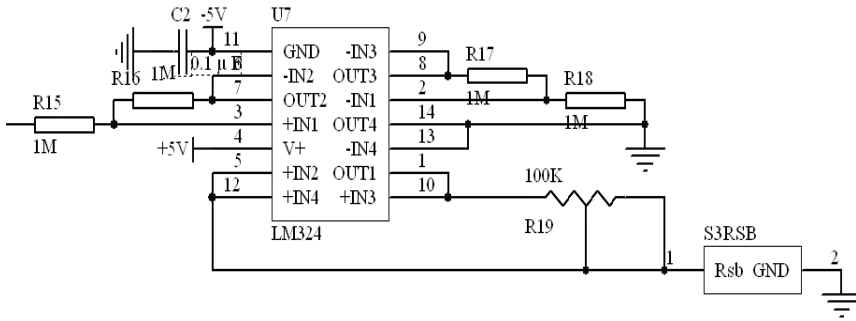 C2
-5V
U7
11
GND
-IN3
9
0.1 μF
6
-IN2
OUT3
8
R17
1M
R16
7
OUT2
-IN1
2
1M
R18
R15
3
+IN1
OUT4
14
1M
1M
+5V
4
V+
-IN4
13
5
+IN2
OUT1
1
12
+IN4
+IN3
10
100K
R19
LM324
S3RSB
1
Rsb GND
2